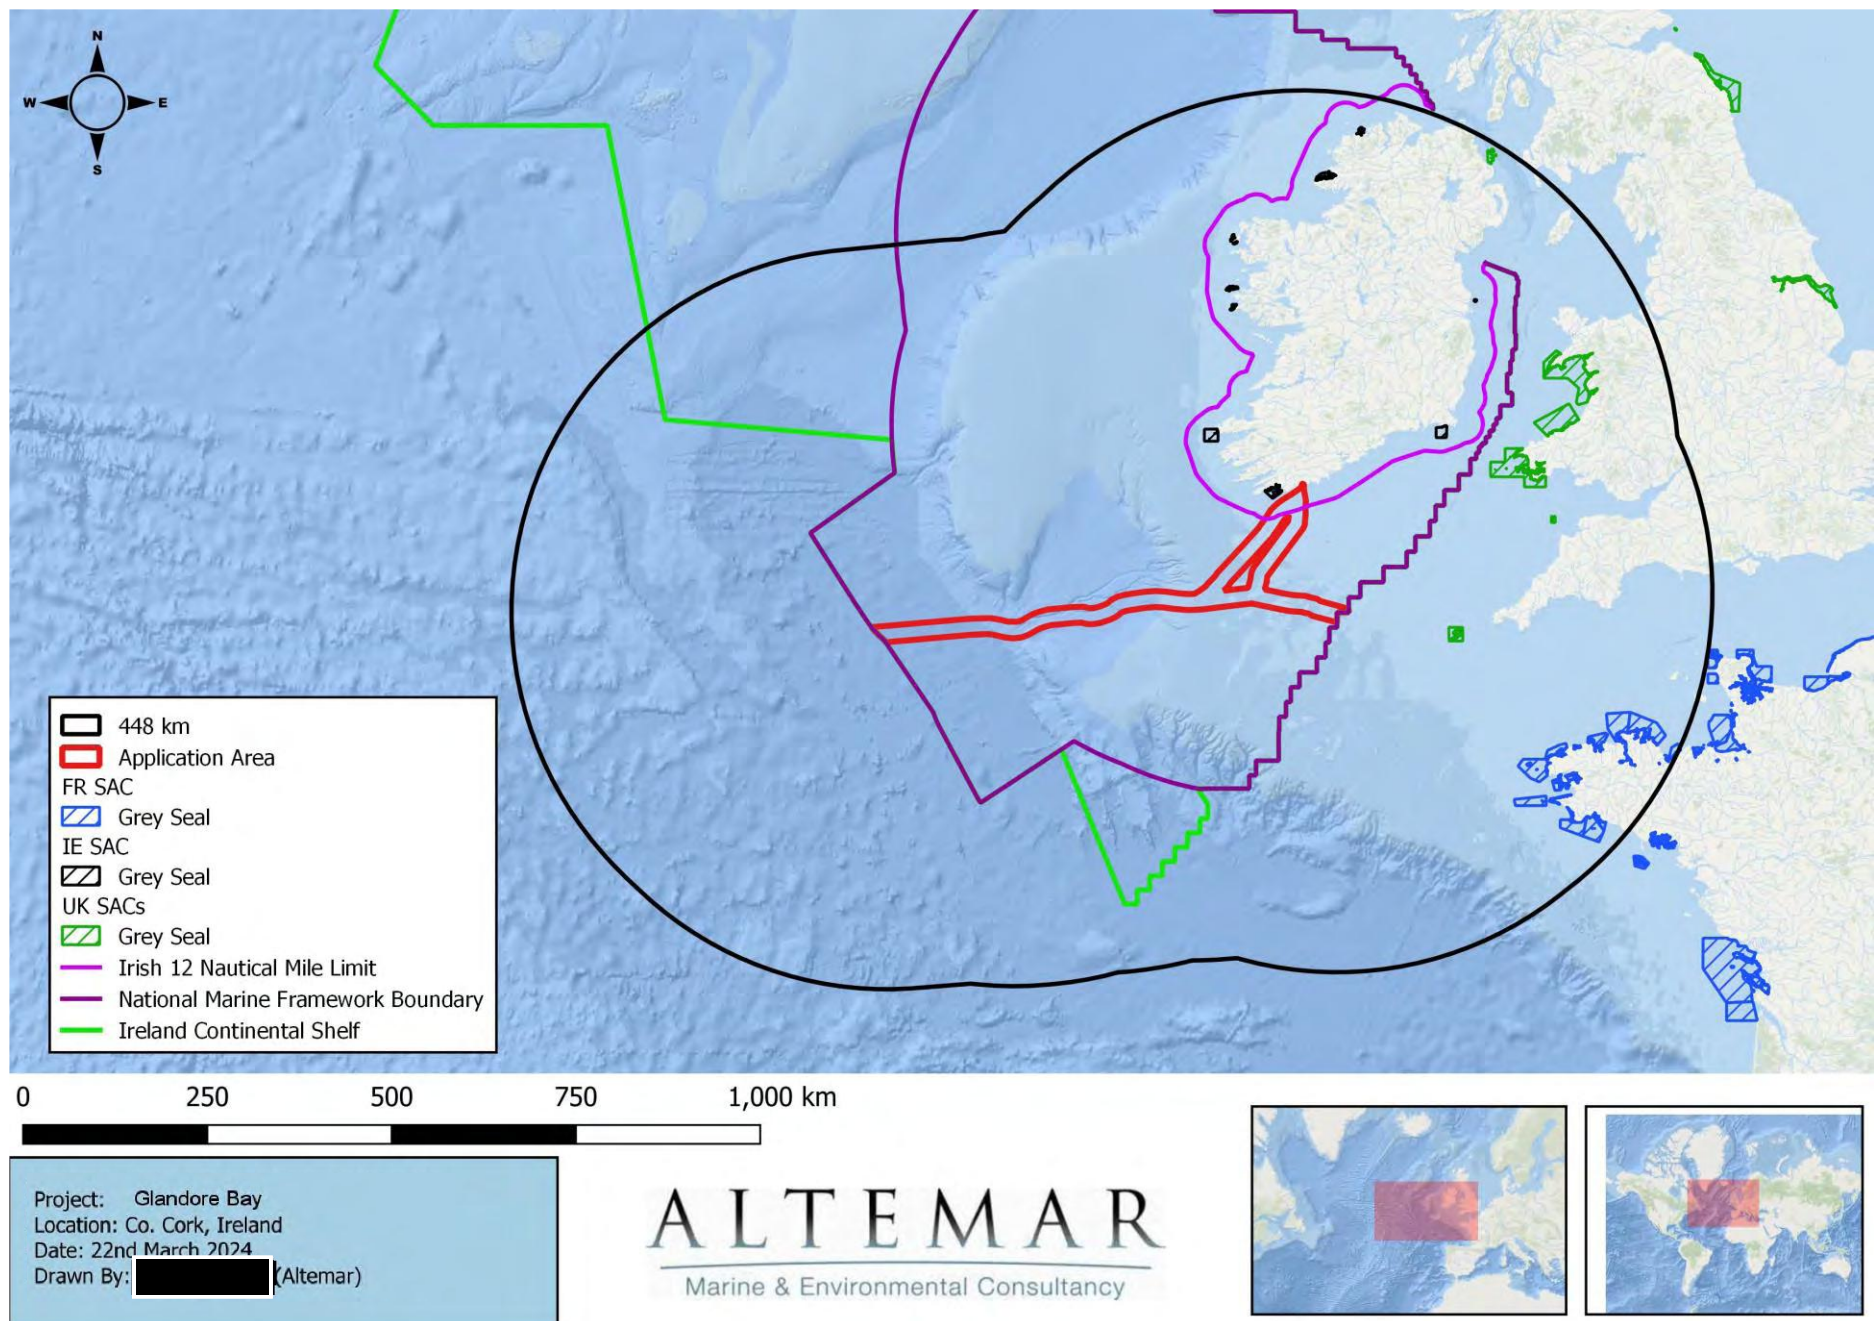 N
W E
S
448 km
Application Area
FR SAC
Grey Seal
IE SAC
Grey Seal
UK SACs
Grey Seal
Irish 12 Nautical Mile Limit
National Marine Framework Boundary
Ireland Continental Shelf
0 250 500 750 1,000 km
Project: Glandore Bay
Location: Co. Cork, Ireland
Date: 22nd March 2024
Drawn By: (Altemar)
ALTEMAR
Marine & Environmental Consultancy